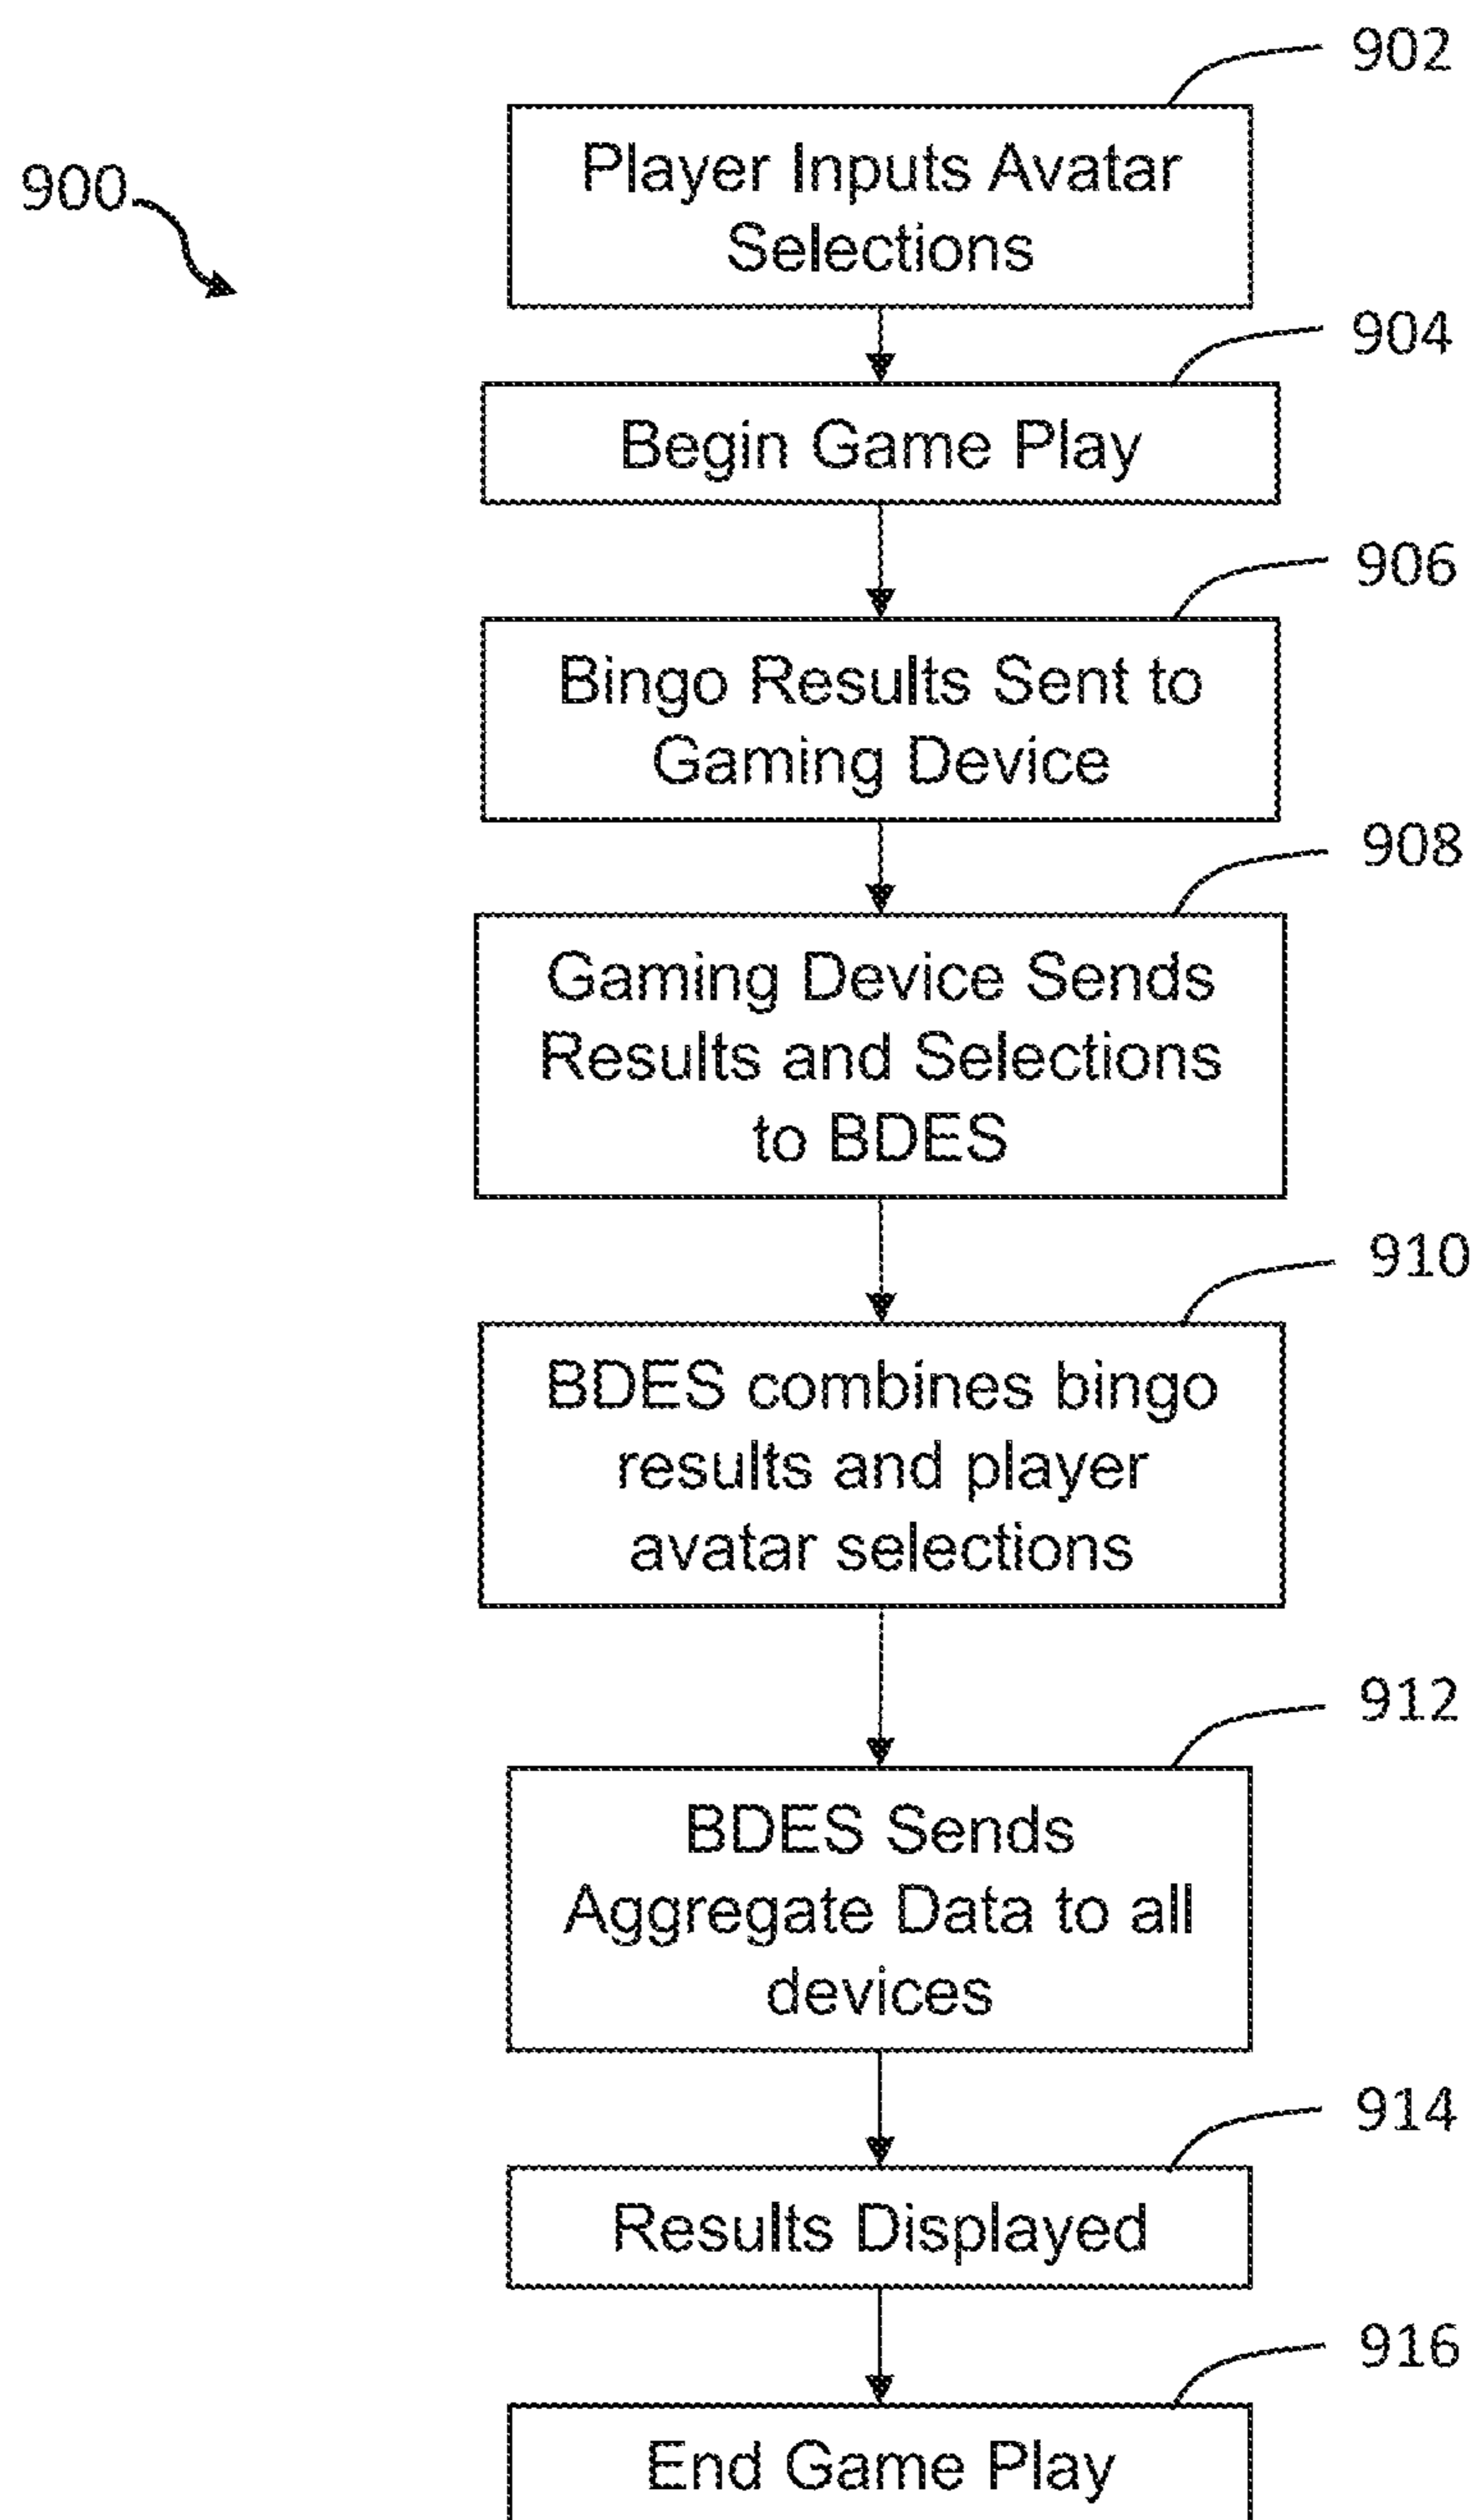 902
Player Inputs Avatar
Selections
900
904
Begin Game Play
906
Bingo Results Sent to
Gaming Device
908
Gaming Device Sends
Results and Selections
to BDES
910
BDES combines bingo
results and player
avatar selections
912
BDES Sends
Aggregate Data to all
devices
914
Results Displayed
916
End Game Play